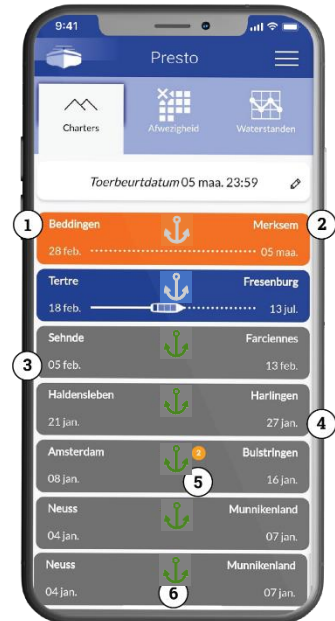 9:41
Presto
Charters
Afwezigheid
Waterstanden
Toerbeurtdatum 05 maa. 23:59
1 Beddingen Merksem 2
28 feb. 05 maa.
Tertre Fresenburg
18 feb. 13 jul.
Sehnde Farciennes
3 05 feb. 13 feb.
Haldensleben Harlingen
21 jan. 27 jan. 4
Amsterdam 2 Bulstringen
08 jan. 5 16 jan.
Neuss Munnikenland
04 jan. 07 jan.
Neuss Munnikenland
04 jan. 6 07 jan.